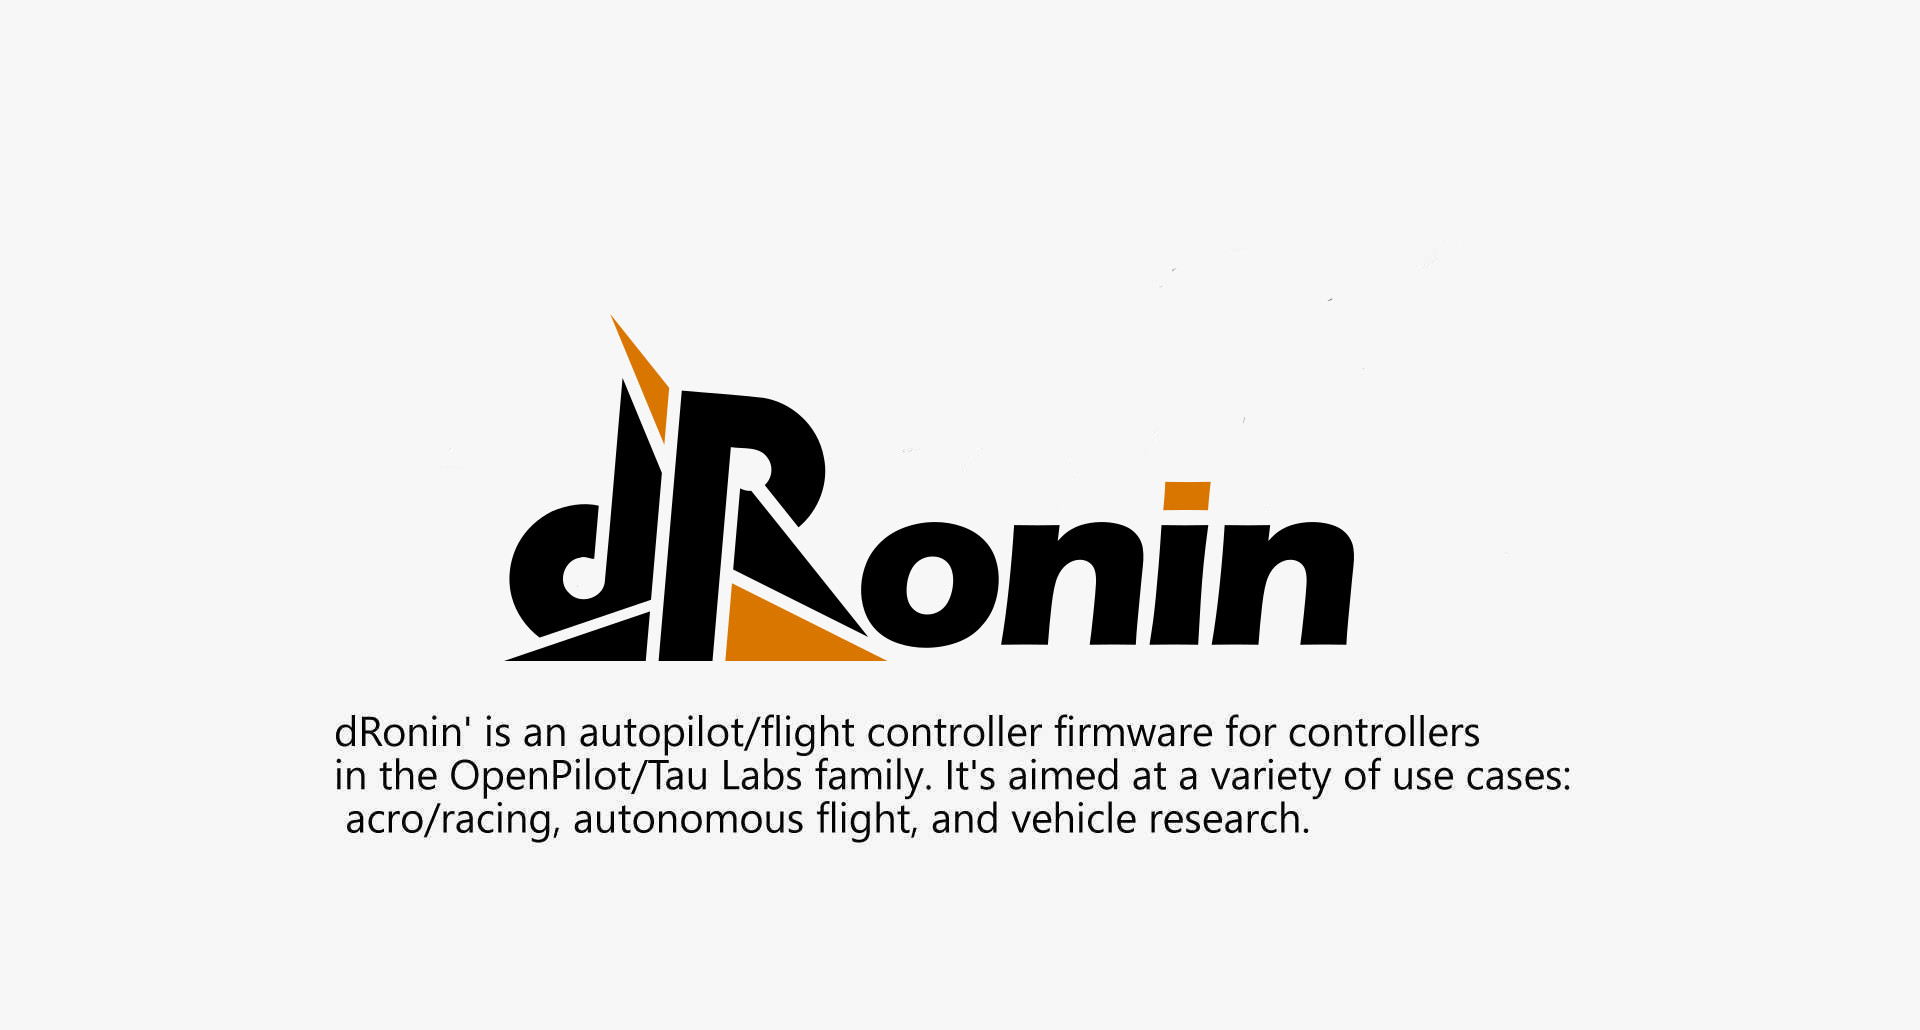 dRonin
dRonin' is an autopilot/flight controller firmware for controllers
in the OpenPilot/Tau Labs family. It's aimed at a variety of use cases:
acro/racing, autonomous flight, and vehicle research.